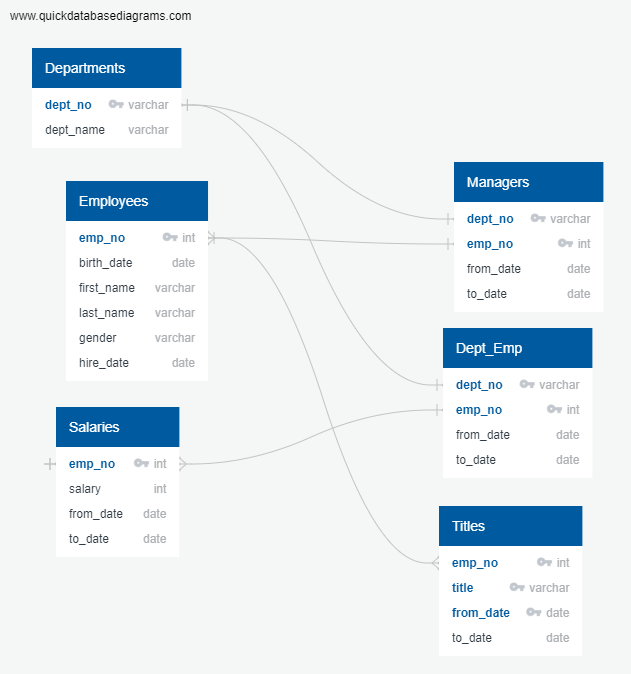 www.quickdatabasediagrams.com
Departments
dept_no varchar
dept_name varchar
Employees
emp_no int
birth_date date
first_name varchar
last_name varchar
gender varchar
hire_date date
Salaries
emp_no int
salary int
from_date date
to_date date
Managers
dept_no varchar
emp_no int
from_date date
to_date date
Dept_Emp
dept_no varchar
emp_no int
from_date date
to_date date
Titles
emp_no int
title varchar
from_date date
to_date date